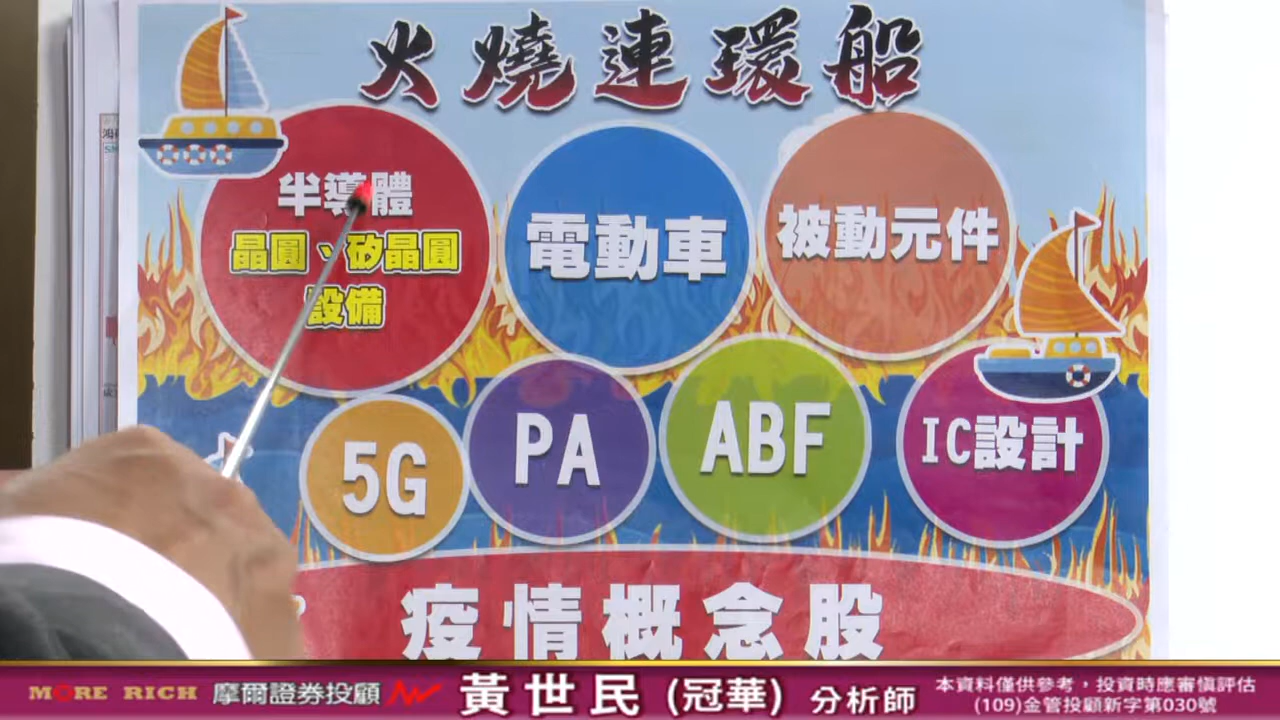 火燒連環船
半導體
晶圓、矽晶圓
設備
電動車
被動元件
5G
PA
ABF
IC設計
疫情概念股
MORE RICH 摩爾證券投顧
黃世民(冠華)分析師
本資料僅供參考，投資時應審慎評估
(109)金管投顧新字第030號